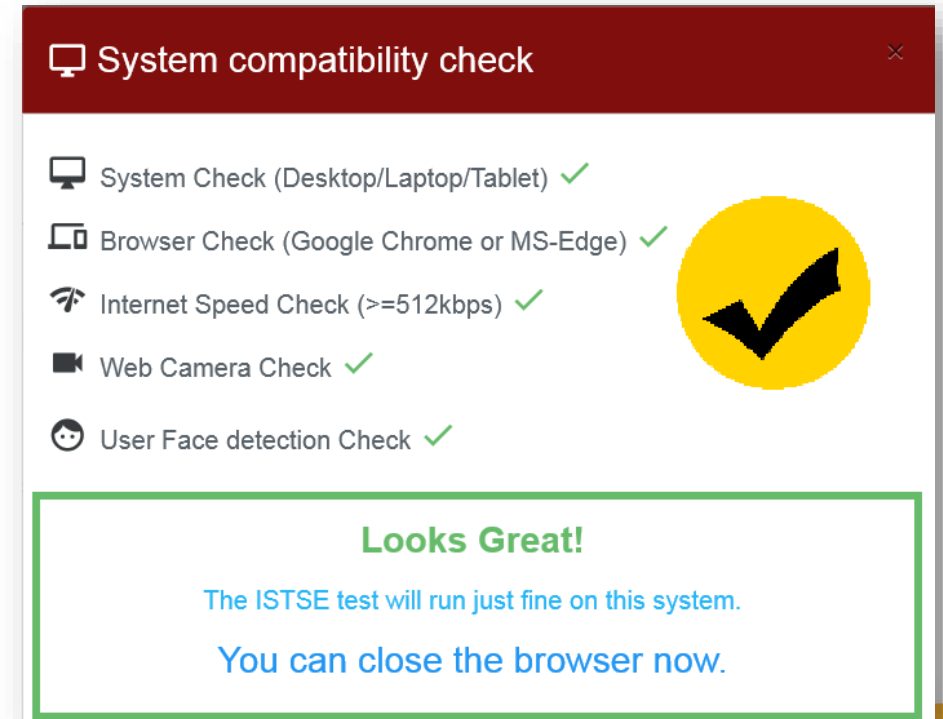 System compatibility check
System Check (Desktop/Laptop/Tablet)
Browser Check (Google Chrome or MS-Edge)
Internet Speed Check (>=512kbps)
Web Camera Check
User Face detection Check
Looks Great!
The ISTSE test will run just fine on this system.
You can close the browser now.